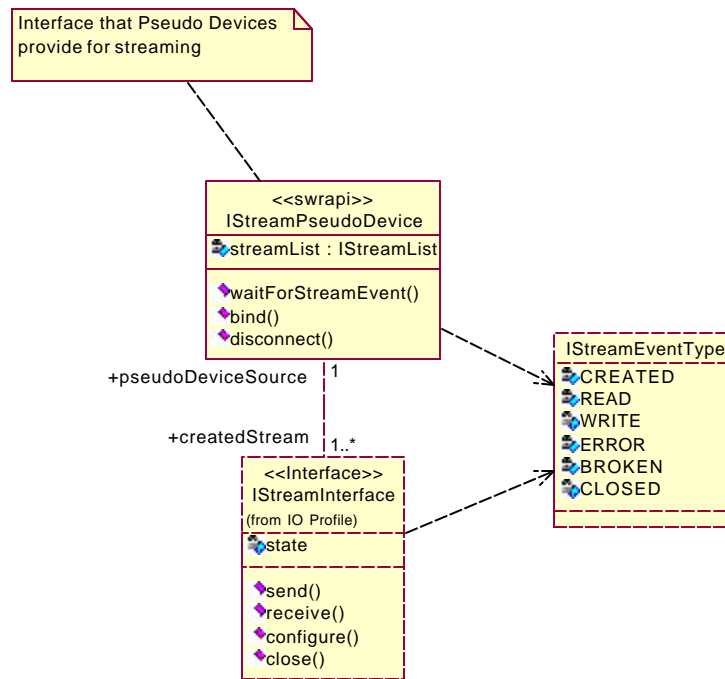 Interface that Pseudo Devices
provide for streaming
<<swrapi>>
IStreamPseudoDevice
streamList : IStreamList
waitForStreamEvent()
bind()
disconnect()
+pseudoDeviceSource
1
+createdStream
1..*
<<Interface>>
IStreamInterface
(from IO Profile)
state
send()
receive()
configure()
close()
IStreamEventType
CREATED
READ
WRITE
ERROR
BROKEN
CLOSED